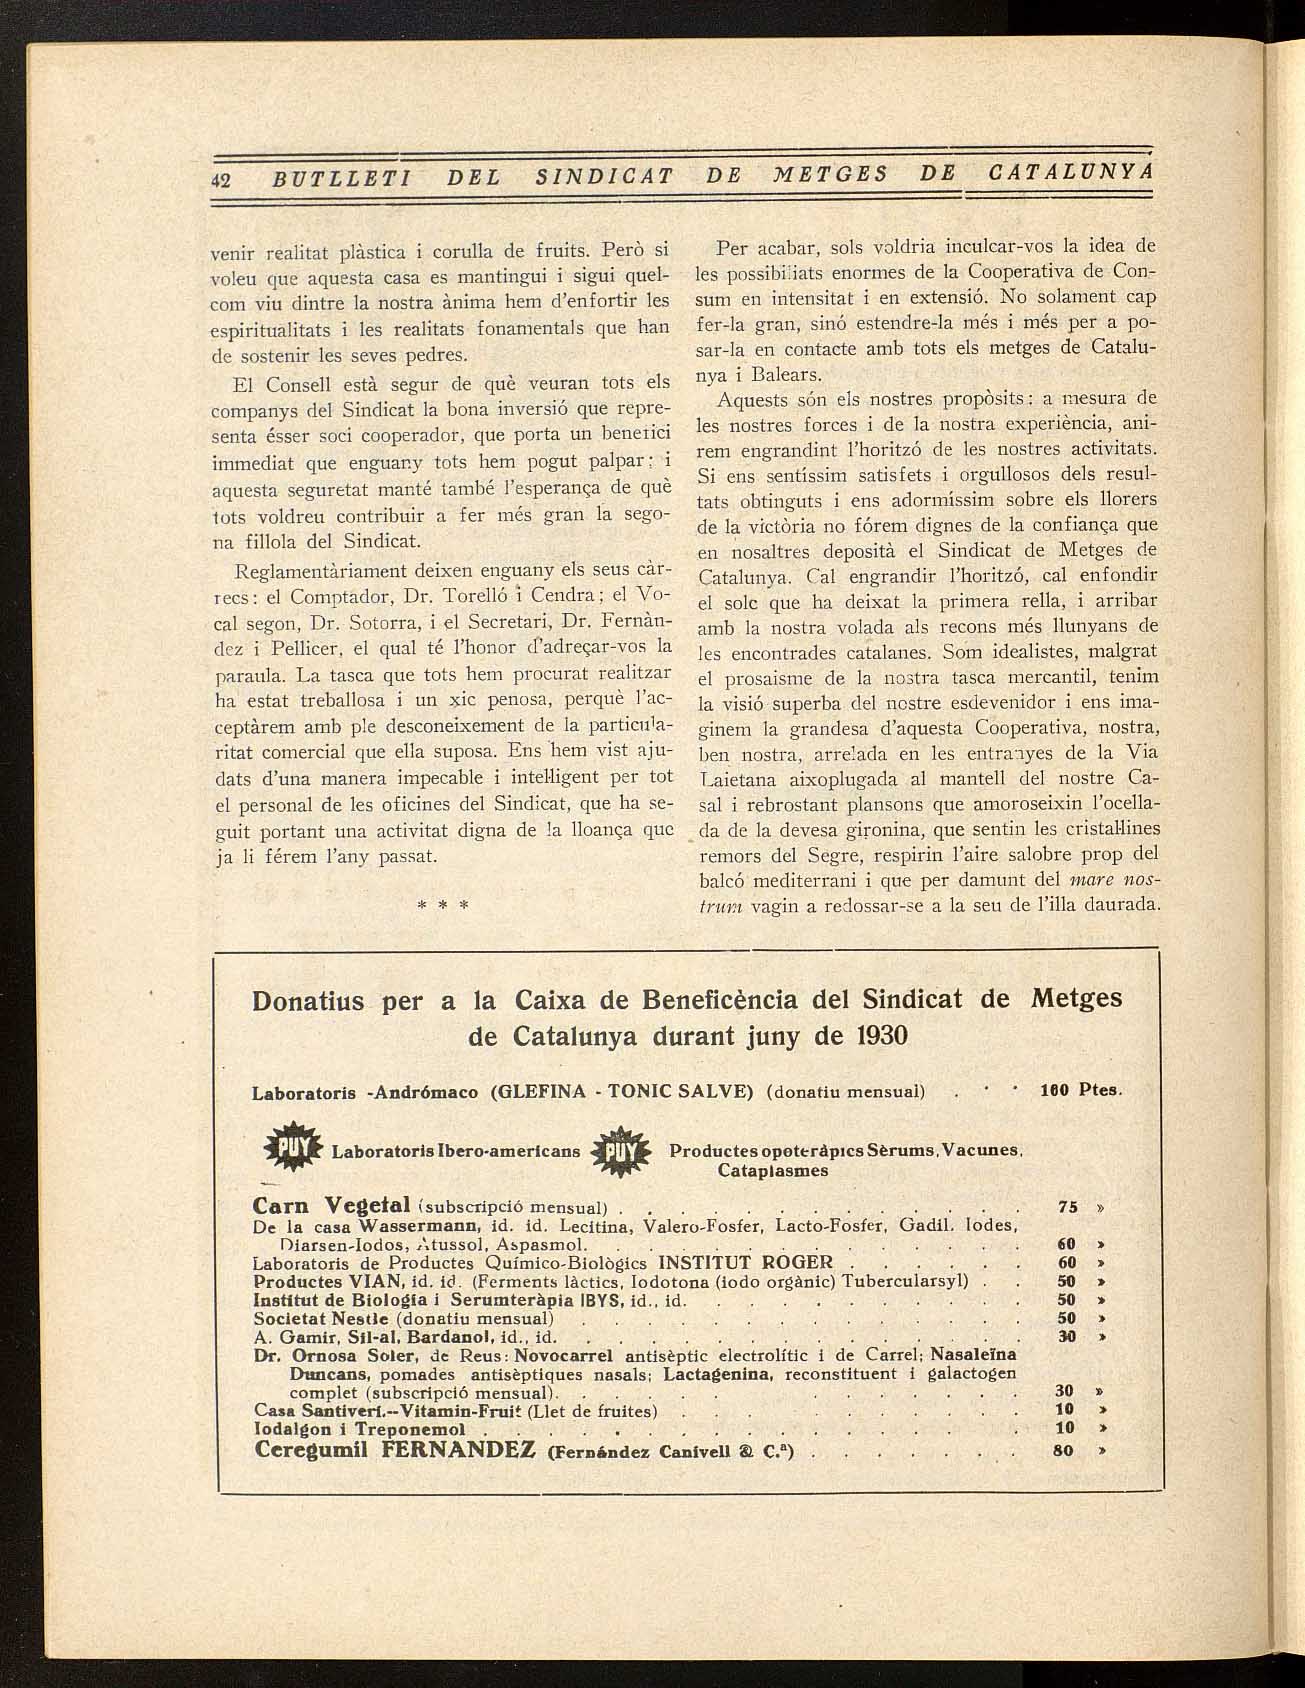 42 BUTLLETI DEL SINDICAT DE METGES DE CATALUNYA
venir realitat plàstica i corulla de fruits. Però si
voleu que aquesta casa es mantingui i sigui quel-
com viu dintre la nostra ànima hem d'enfortir les
espiritualitats i les realitats fonamentals que han
de sostenir les seves pedres.
El Consell està segur de què veuran tots els
companys del Sindicat la bona inversió que repre-
senta ésser soci cooperador, que porta un benefici
immediat que enguany tots hem pogut palpar; i
aquesta seguretat manté també l'esperança de què
tots voldreu contribuir a fer més gran la sego-
na fillola del Sindicat.
Reglamentàriament deixen enguany els seus càr-
recs: el Comptador, Dr. Torelló i Cendra; el Vo-
cal segon, Dr. Sotorra, i el Secretari, Dr. Fernàn-
dez i Pellicer, el qual té l'honor d'adreçar-vos la
paraula. La tasca que tots hem procurat realitzar
ha estat treballosa i un xic penosa, perquè l'ac-
ceptàrem amb ple desconeixement de la particula-
ritat comercial que ella suposa. Ens hem vist aju-
dats d'una manera impecable i intel·ligent per tot
el personal de les oficines del Sindicat, que ha se-
guit portant una activitat digna de la lloança que
ja li férem l'any passat.
* * *
Per acabar, sols voldria inculcar-vos la idea de
les possibiliats enormes de la Cooperativa de Con-
sum en intensitat i en extensió. No solament cap
fer-la gran, sinó estendre-la més i més per a po-
sar-la en contacte amb tots els metges de Catalu-
nya i Balears.
Aquests són els nostres propòsits: a mesura de
les nostres forces i de la nostra experiència, ani-
rem engrandint l'horitzó de les nostres activitats.
Si ens sentíssim satisfets i orgullosos dels resul-
tats obtinguts i ens adormíssim sobre els llorers
de la victòria no fórem dignes de la confiança que
en nosaltres deposità el Sindicat de Metges de
Catalunya. Cal engrandir l'horitzó, cal enfondir
el solc que ha deixat la primera rella, i arribar
amb la nostra volada als recons més llunyans de
les encontrades catalanes. Som idealistes, malgrat
el prosaisme de la nostra tasca mercantil, tenim
la visió superba del nostre esdevenidor i ens ima-
ginem la grandesa d'aquesta Cooperativa, nostra,
ben nostra, arrelada en les entranyes de la Via
Laietana aixoplugada al mantell del nostre Ca-
sal i rebrostant plansons que amoroseixin l'ocella-
da de la devesa gironina, que sentin les cristal·lines
remors del Segre, respirin l'aire salobre prop del
balcó mediterrani i que per damunt del mare nos-
trum vagin a redossar-se a la seu de l'illa daurada.
Donatius per a la Caixa de Beneficència del Sindicat de Metges
de Catalunya durant juny de 1930
Laboratoris -Andrómaco (GLEFINA - TONIC SALVE) (donatiu mensual) . . . 160 Ptes.
PUY Laboratoris Ibero-americans PUY Productes opoteràpics Sèrums, Vacunes,
Cataplasmes
Carn Vegetal (subscripció mensual) . . . . . . . . . . . . . 75 »
De la casa Wassermann, id. id. Lecitina, Valero-Fosfer, Lacto-Fosfer, Gadil. Iodes,
Diarsen-Iodos, Àtussol, Aspasmol. . . . . . . . . . . . . . 60 »
Laboratoris de Productes Químico-Biològics INSTITUT ROGER . . . . . . 60 »
Productes VIAN, id. id. (Ferments làctics, Iodotona (iodo orgànic) Tubercularsyl) . . 50 »
Institut de Biologia i Serumteràpia IBYS, id., id. . . . . . . . . . . 50 »
Societat Nestle (donatiu mensual) . . . . . . . . . . . . . . 50 »
A. Gamir, Sil-al, Bardanol, id., id. . . . . . . . . . . . . . . 30 »
Dr. Ornosa Soler, de Reus: Novocarrel antisèptic electrolític i de Carrel; Nasaleïna
Duncans, pomades antisèptiques nasals; Lactagenina, reconstituent i galactogen
complet (subscripció mensual). . . . . . . . . . . . . . . 30 »
Casa Santiveri.--Vitamin-Fruit (Llet de fruites) . . . . . . . . . . . 10 »
Iodalgon i Treponemol . . . . . . . . . . . . . . . . . 10 »
Ceregumil FERNANDEZ (Fernández Canivell & C.ª) . . . . . . . 80 »